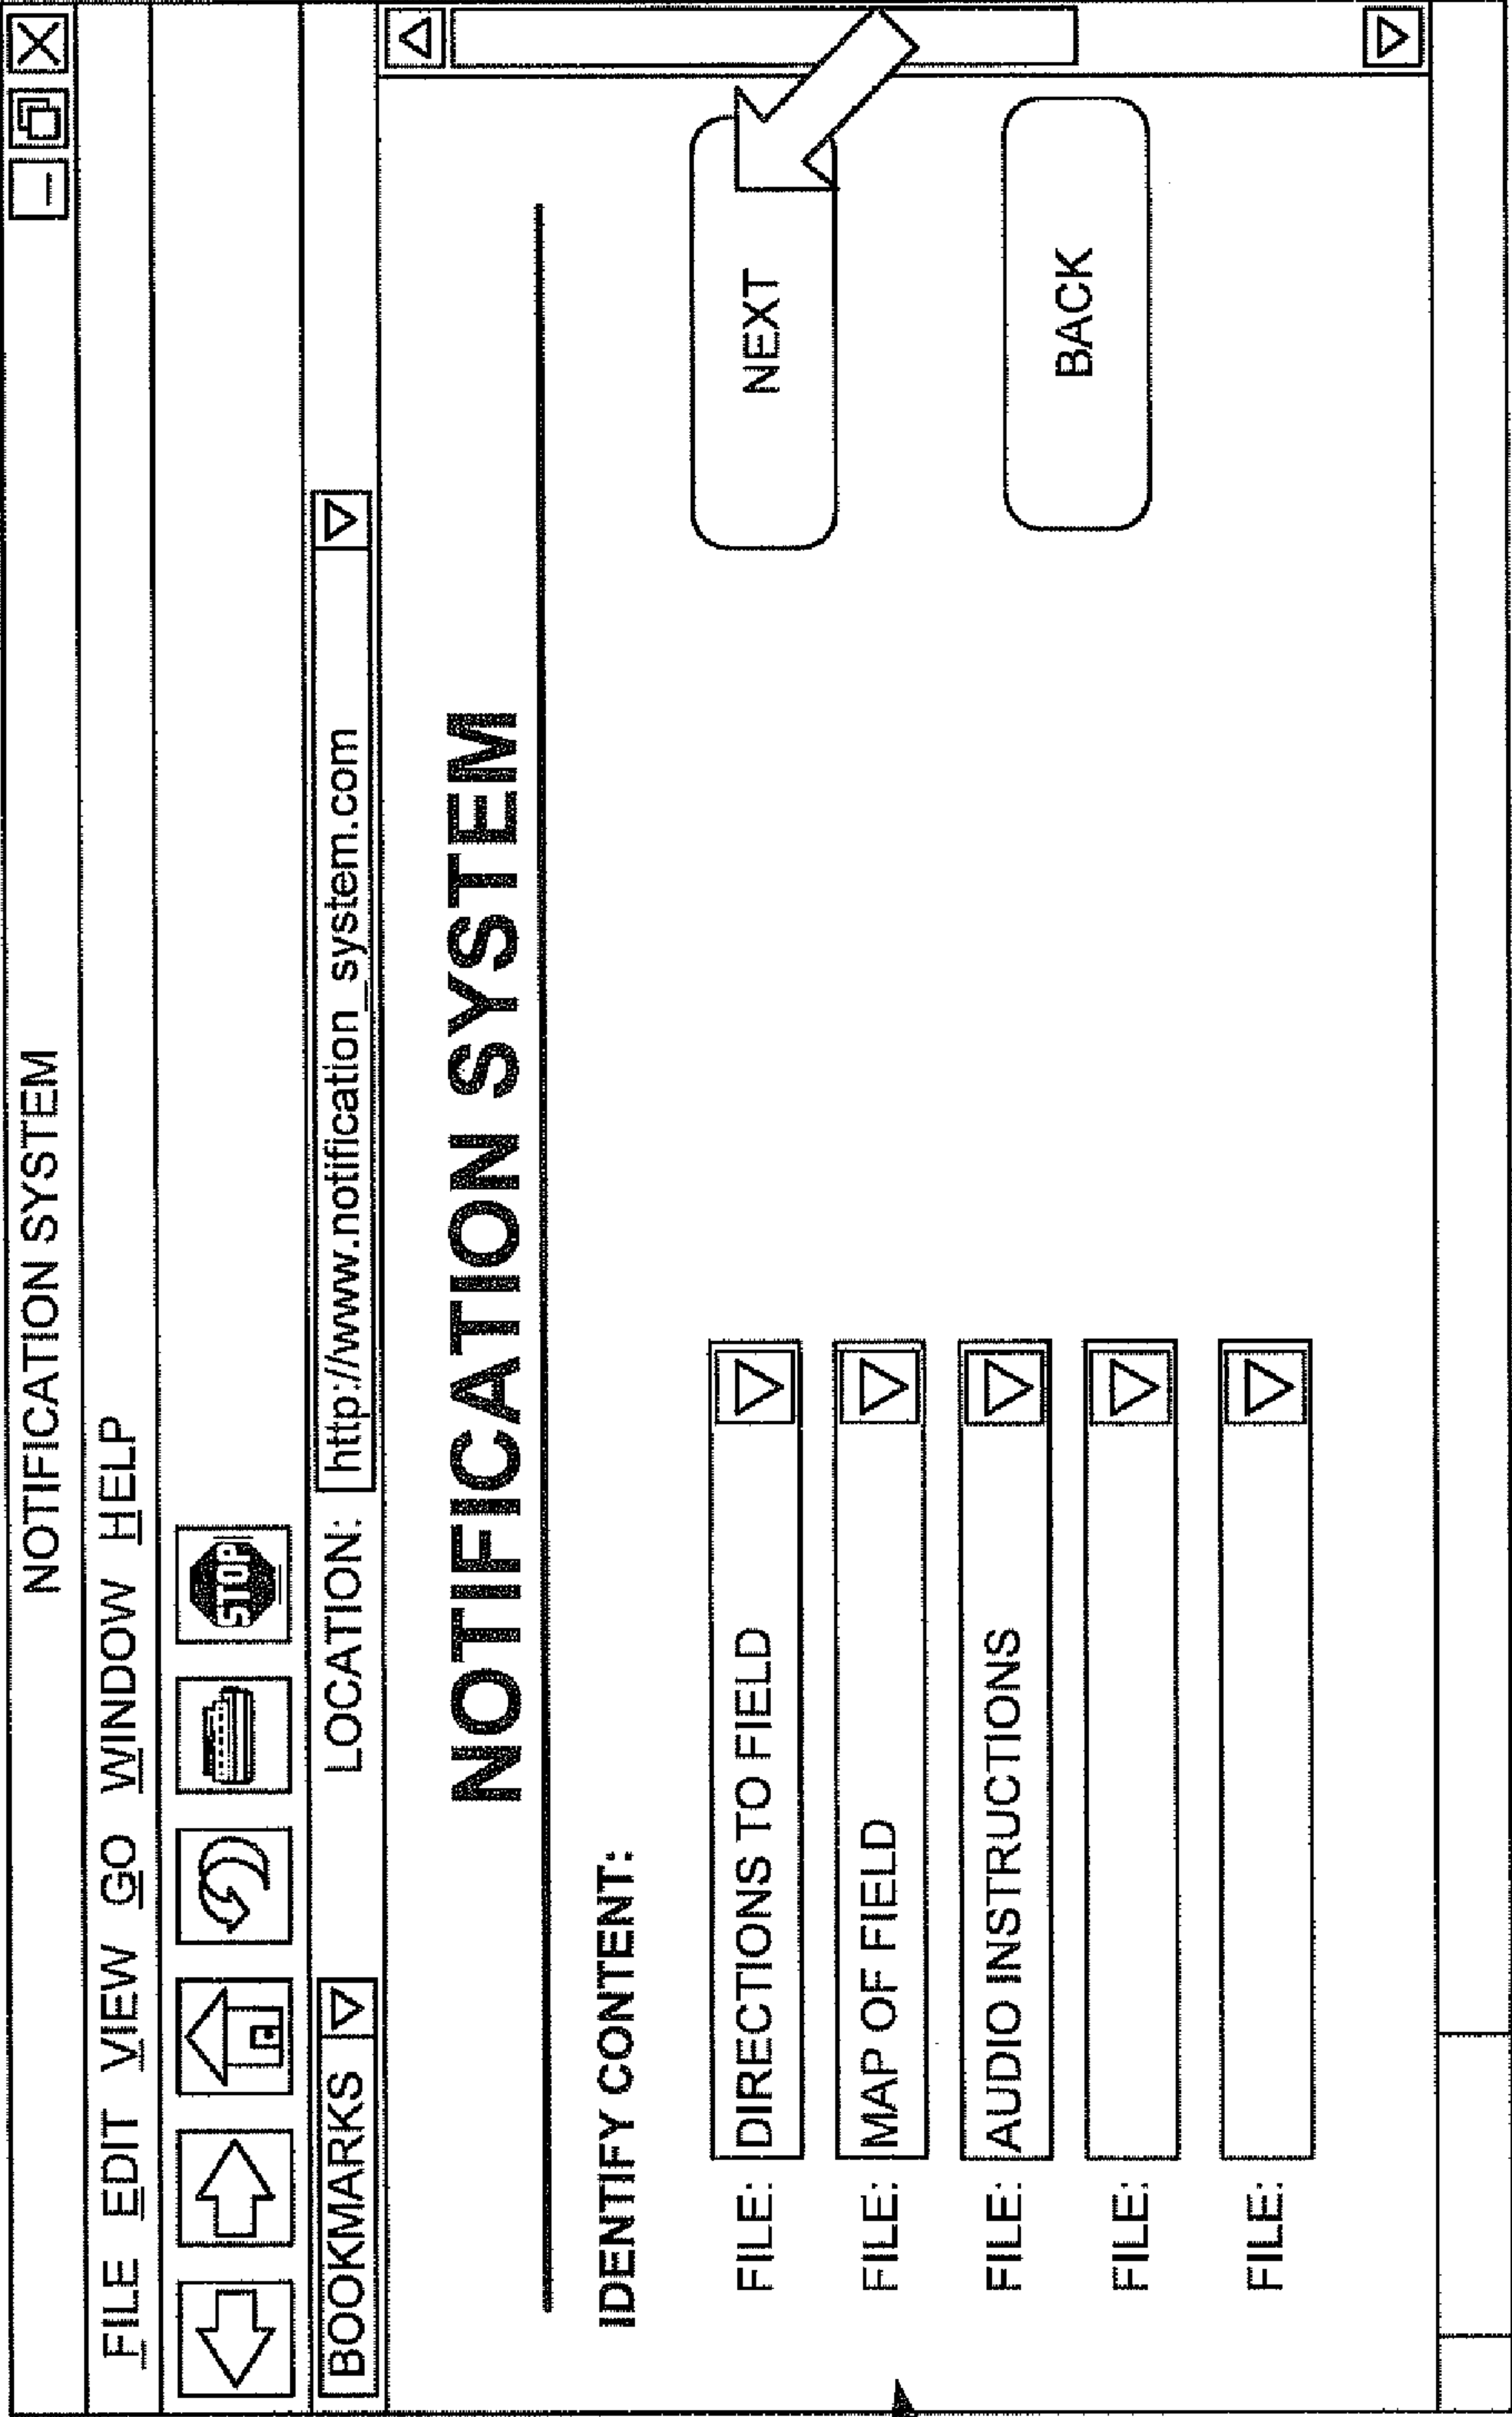 NOTIFICATION SYSTEM
FILE EDIT VIEW GO WINDOW HELP
STOP
BOOKMARKS LOCATION: http://www.notification_system.com
NOTIFICATION SYSTEM
IDENTIFY CONTENT:
FILE: DIRECTIONS TO FIELD
FILE: MAP OF FIELD
FILE: AUDIO INSTRUCTIONS
FILE:
FILE:
NEXT
BACK